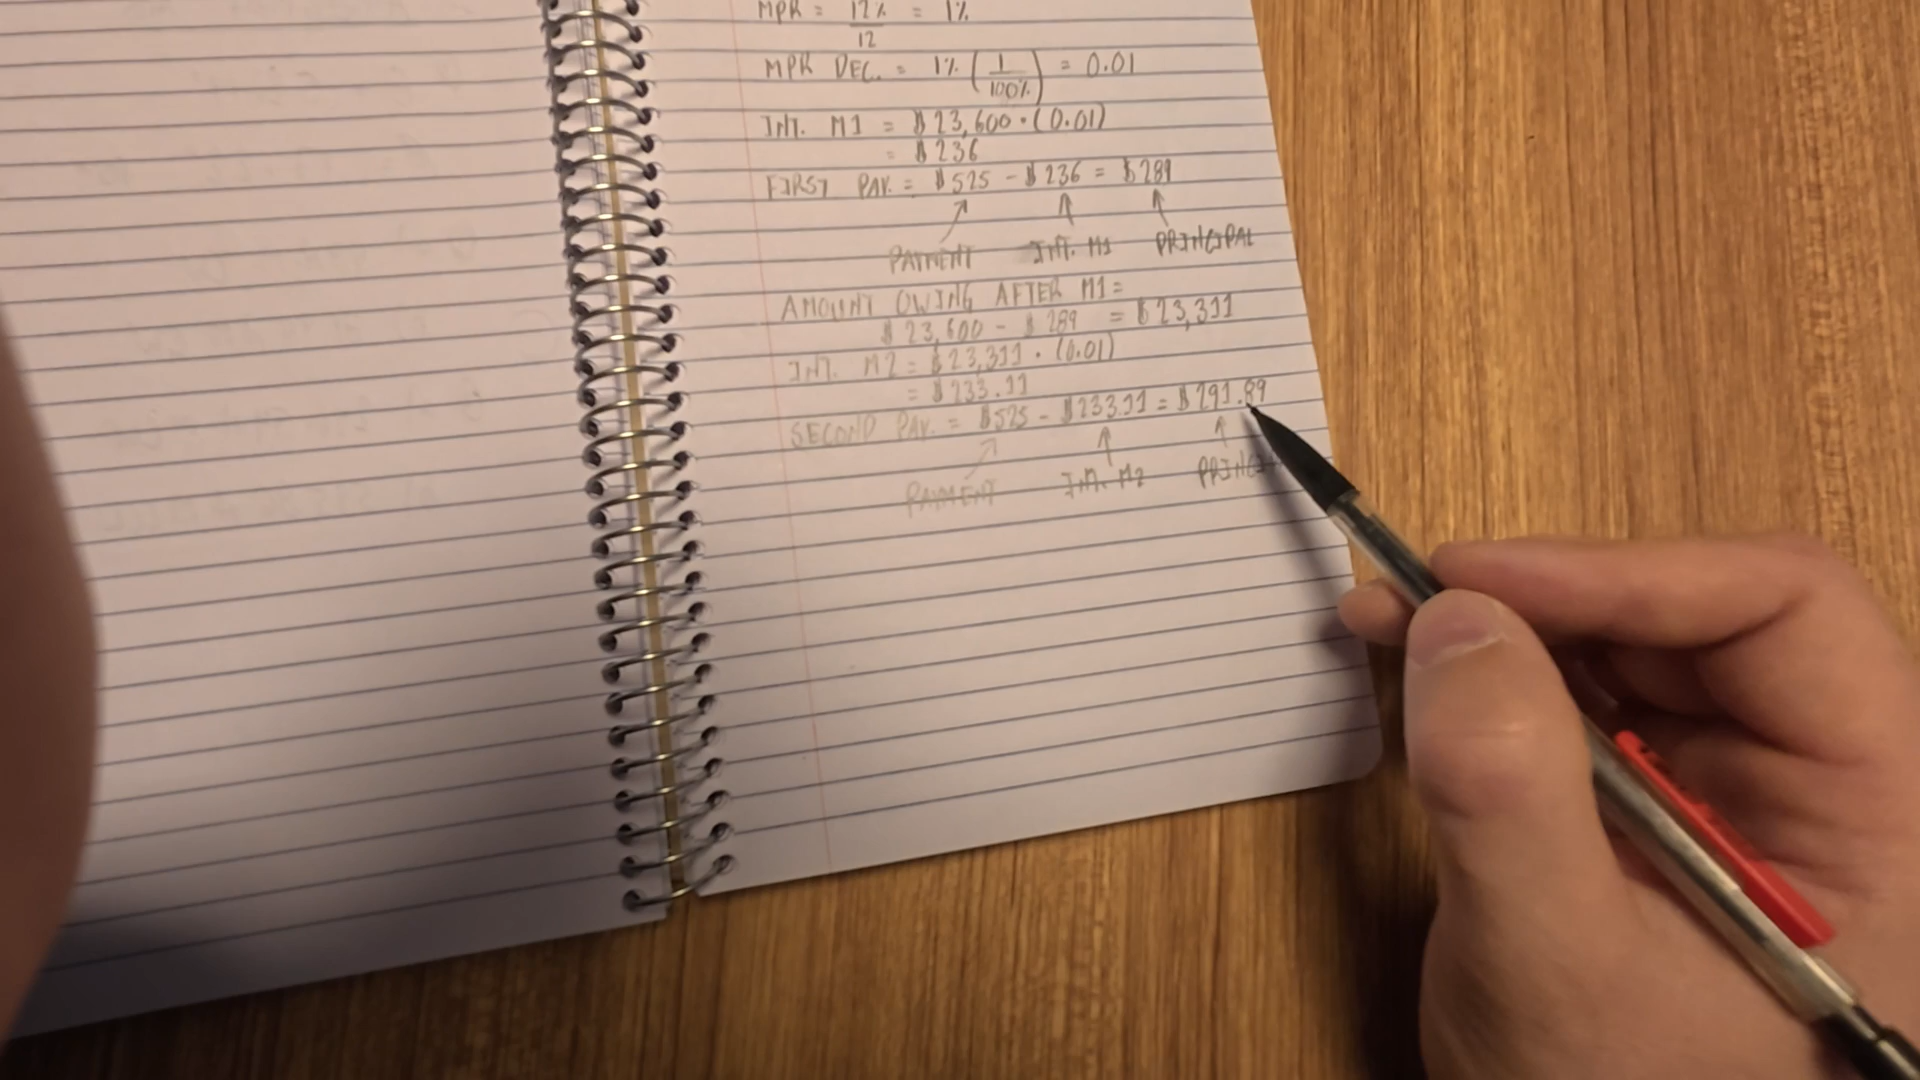 MPR = 12% / 12 = 1%
MPR DEC. = 1% (1/100%) = 0.01
INT. M1 = $23,600 · (0.01)
= $236
FIRST PAY. = $525 - $236 = $289
PAYMENT INT. M1 PRINCIPAL
AMOUNT OWING AFTER M1 =
$23,600 - $289 = $23,311
INT. M2 = $23,311 · (0.01)
= $233.11
SECOND PAY. = $525 - $233.11 = $291.89
PAYMENT INT. M2